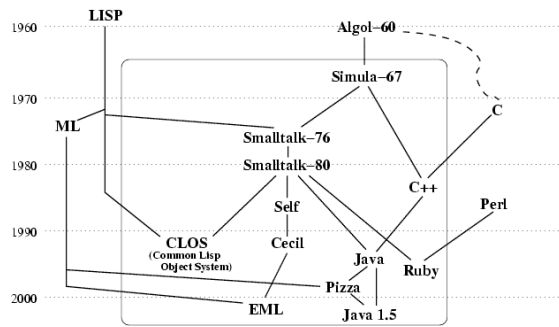 LISP
1960
Algol-60
Simula-67
1970
C
ML
Smalltalk-76
1980
Smalltalk-80
C++
Self
Perl
1990
CLOS
(Common Lisp
Object System)
Cecil
Java
Ruby
Pizza
2000
EML
Java 1.5